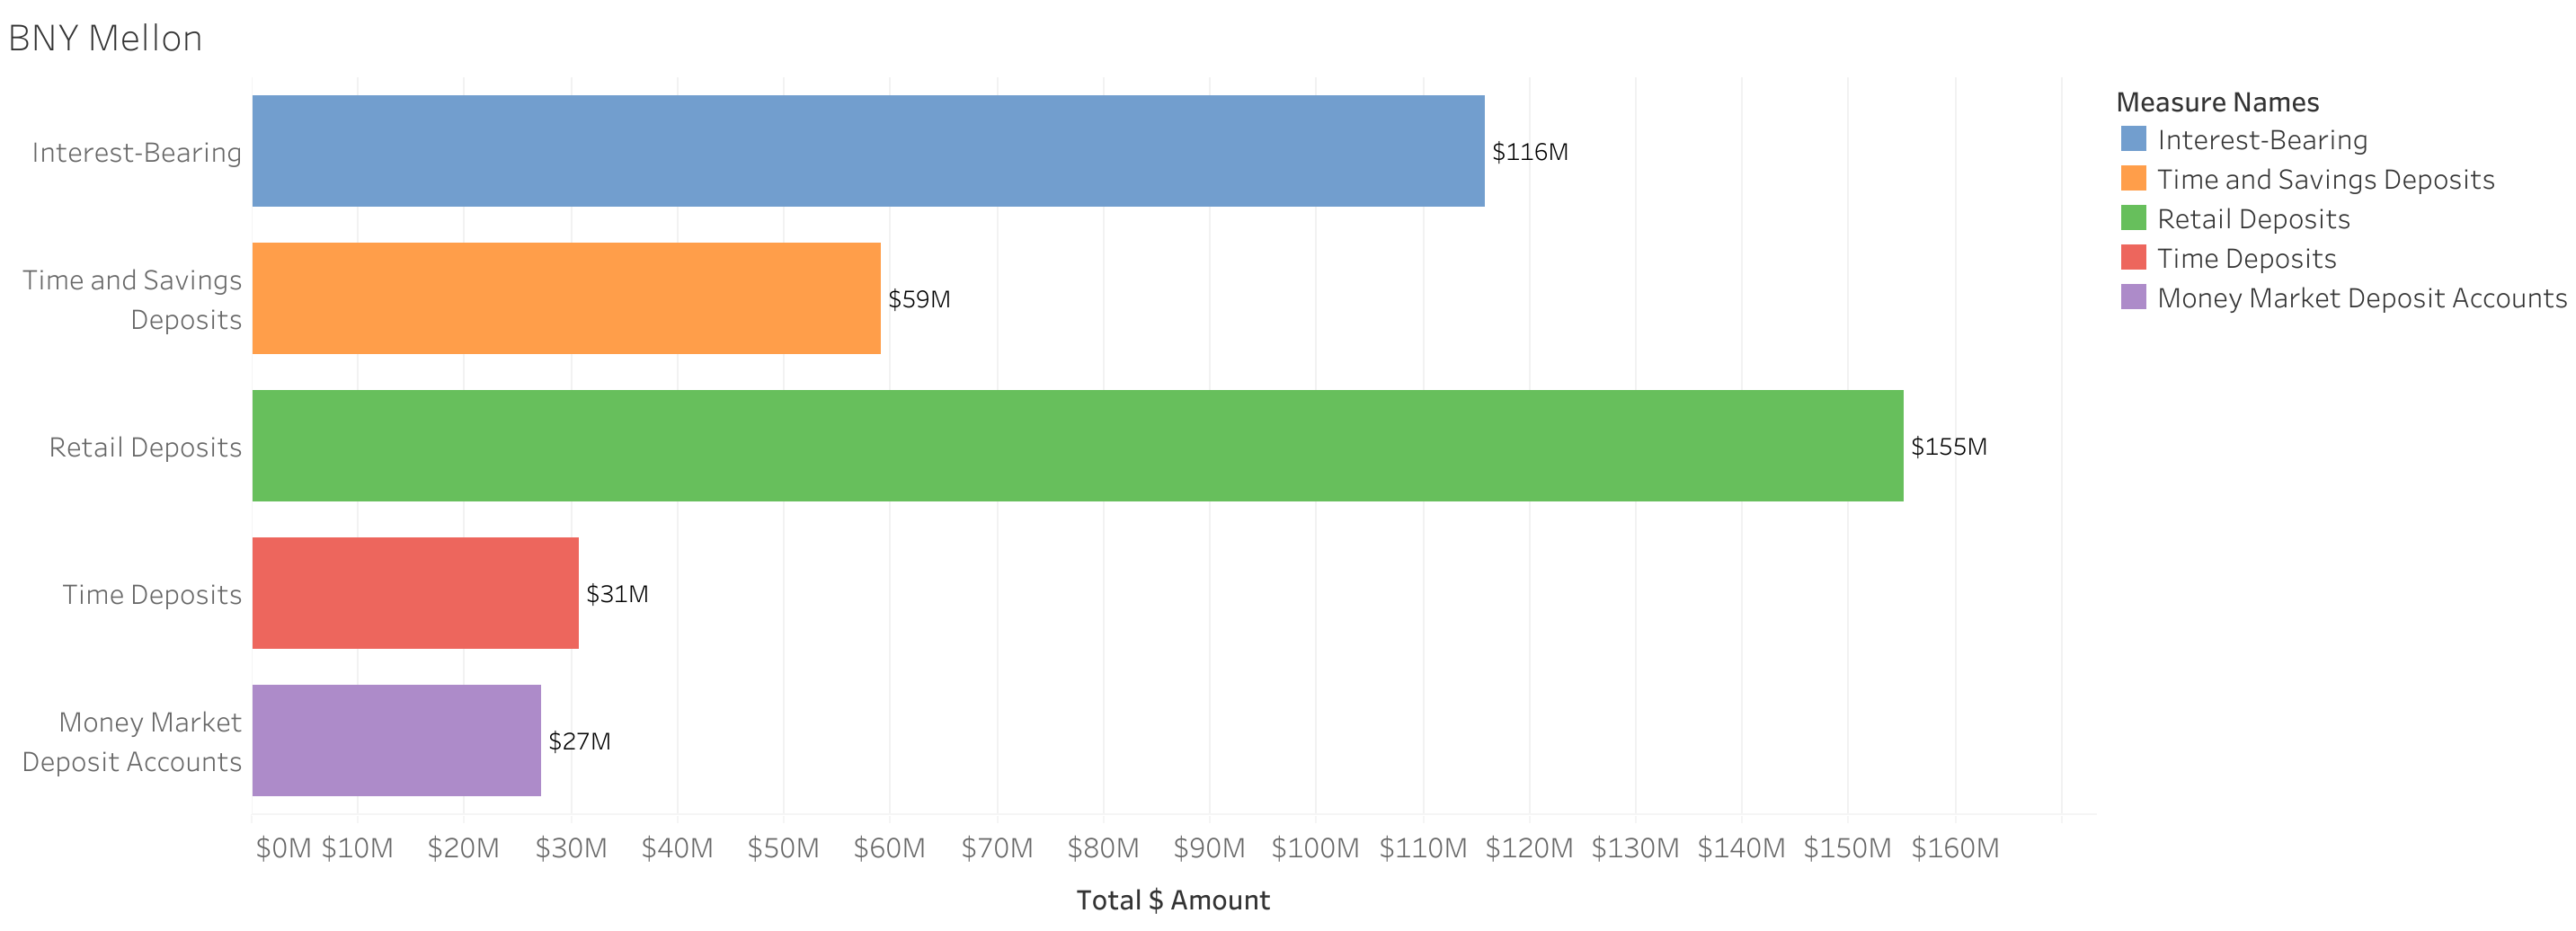 BNY Mellon
Interest-Bearing
$116M
Time and Savings
Deposits
$59M
Retail Deposits
$155M
Time Deposits
$31M
Money Market
Deposit Accounts
$27M
$0M $10M $20M $30M $40M $50M $60M $70M $80M $90M $100M $110M $120M $130M $140M $150M $160M
Total $ Amount
Measure Names
Interest-Bearing
Time and Savings Deposits
Retail Deposits
Time Deposits
Money Market Deposit Accounts